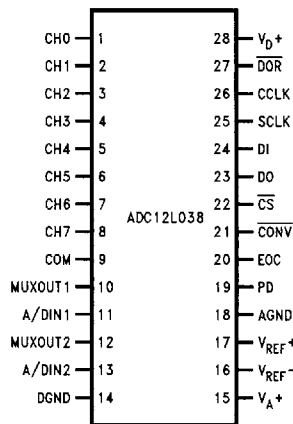 CH0 1 28 VD+
CH1 2 27 DOR
CH2 3 26 CCLK
CH3 4 25 SCLK
CH4 5 24 DI
CH5 6 23 DO
CH6 7 22 CS
ADC12L038
CH7 8 21 CONV
COM 9 20 EOC
MUXOUT1 10 19 PD
A/DIN1 11 18 AGND
MUXOUT2 12 17 VREF+
A/DIN2 13 16 VREF-
DGND 14 15 VA+